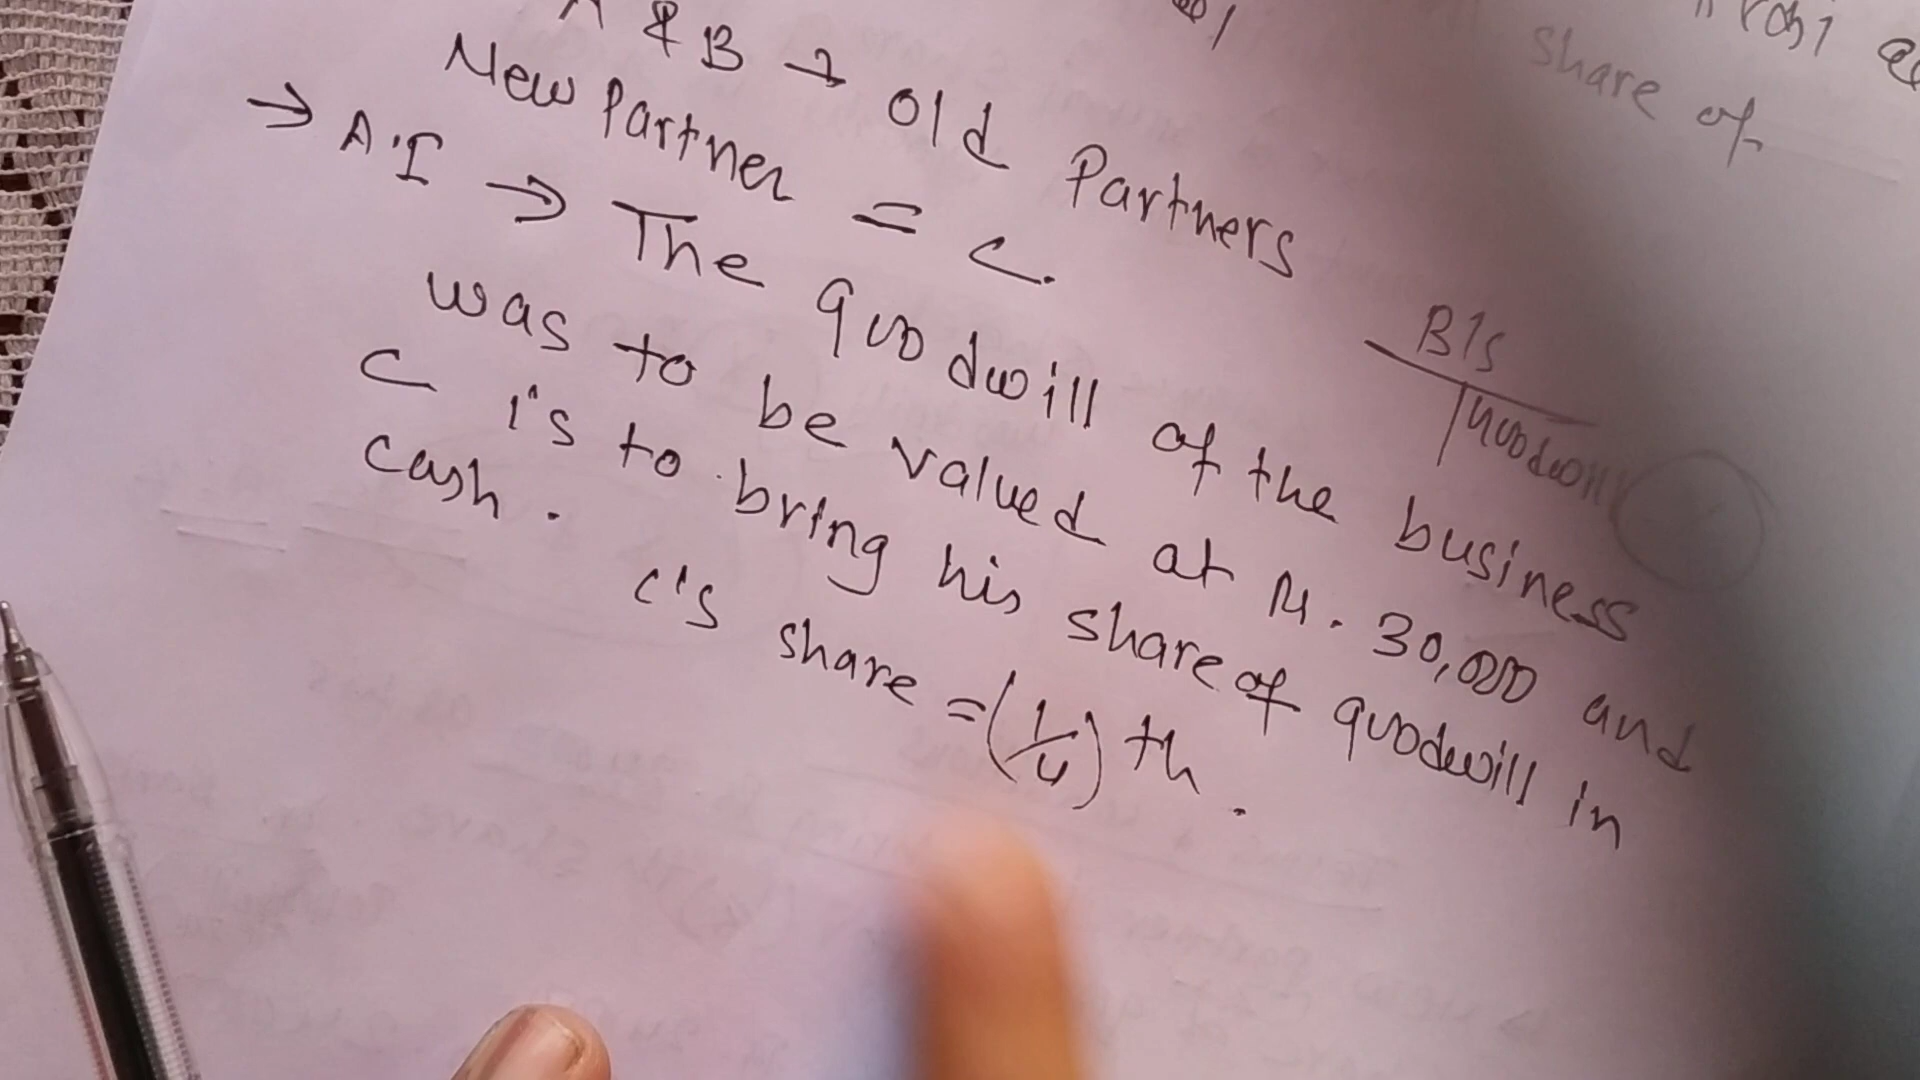 A & B → Old Partners
New Partner = C.
→ A.I → The goodwill of the business
was to be valued at Rs. 30,000 and
C is to bring his share of goodwill in
cash. C's share = (1/4) th.
B/s
Goodwill
share of